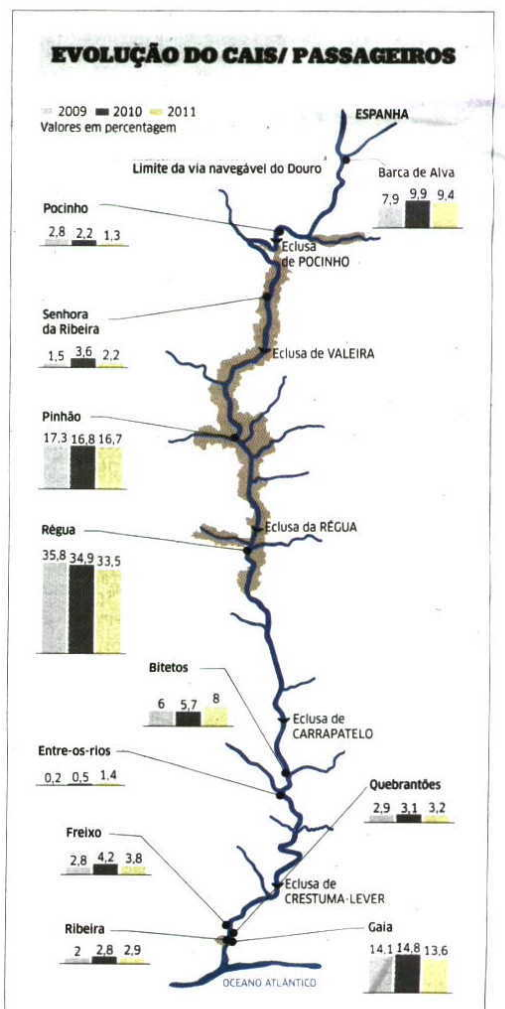 EVOLUÇÃO DO CAIS/ PASSAGEIROS
2009 2010 2011
Valores em percentagem
ESPANHA
Limite da via navegável do Douro
Barca de Alva
7,9 9,9 9,4
Pocinho
2,8 2,2 1,3
Eclusa
de POCINHO
Senhora
da Ribeira
1,5 3,6 2,2
Eclusa de VALEIRA
Pinhão
17,3 16,8 16,7
Eclusa da RÉGUA
Régua
35,8 34,9 33,5
Bitetos
6 5,7 8
Eclusa de
CARRAPATELO
Entre-os-rios
0,2 0,5 1,4
Quebrantões
2,9 3,1 3,2
Freixo
2,8 4,2 3,8
Eclusa de
CRESTUMA-LEVER
Ribeira
2 2,8 2,9
Gaia
14,1 14,8 13,6
OCEANO ATLÂNTICO